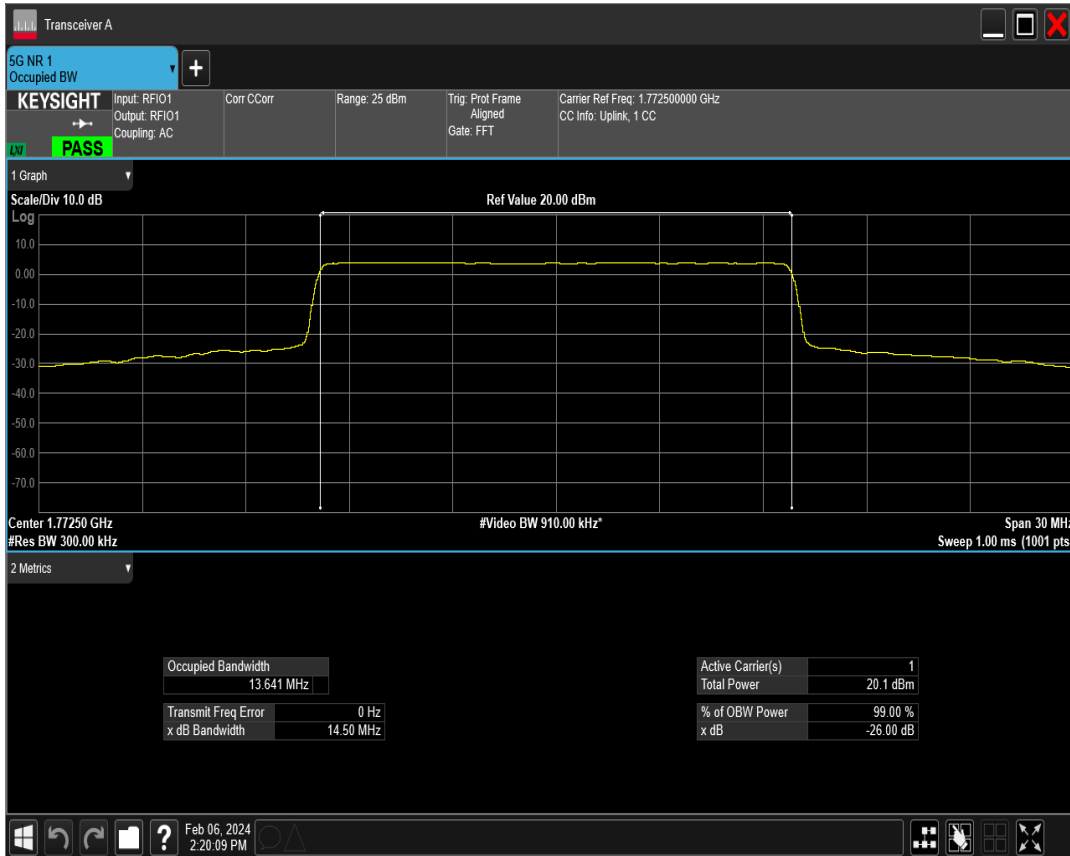 Transceiver A
5G NR 1
Occupied BW
KEYSIGHT
LXI
PASS
Input: RFIO1
Output: RFIO1
Coupling: AC
Corr CCorr
Range: 25 dBm
Trig: Prot Frame
Aligned
Gate: FFT
Carrier Ref Freq: 1.772500000 GHz
CC Info: Uplink, 1 CC
1 Graph
Scale/Div 10.0 dB
Ref Value 20.00 dBm
Log
10.0
0.00
-10.0
-20.0
-30.0
-40.0
-50.0
-60.0
-70.0
Center 1.77250 GHz
#Video BW 910.00 kHz*
Span 30 MHz
#Res BW 300.00 kHz
Sweep 1.00 ms (1001 pts
2 Metrics
Occupied Bandwidth
13.641 MHz
Transmit Freq Error 0 Hz
x dB Bandwidth 14.50 MHz
Active Carrier(s) 1
Total Power 20.1 dBm
% of OBW Power 99.00 %
x dB -26.00 dB
?
Feb 06, 2024
2:20:09 PM